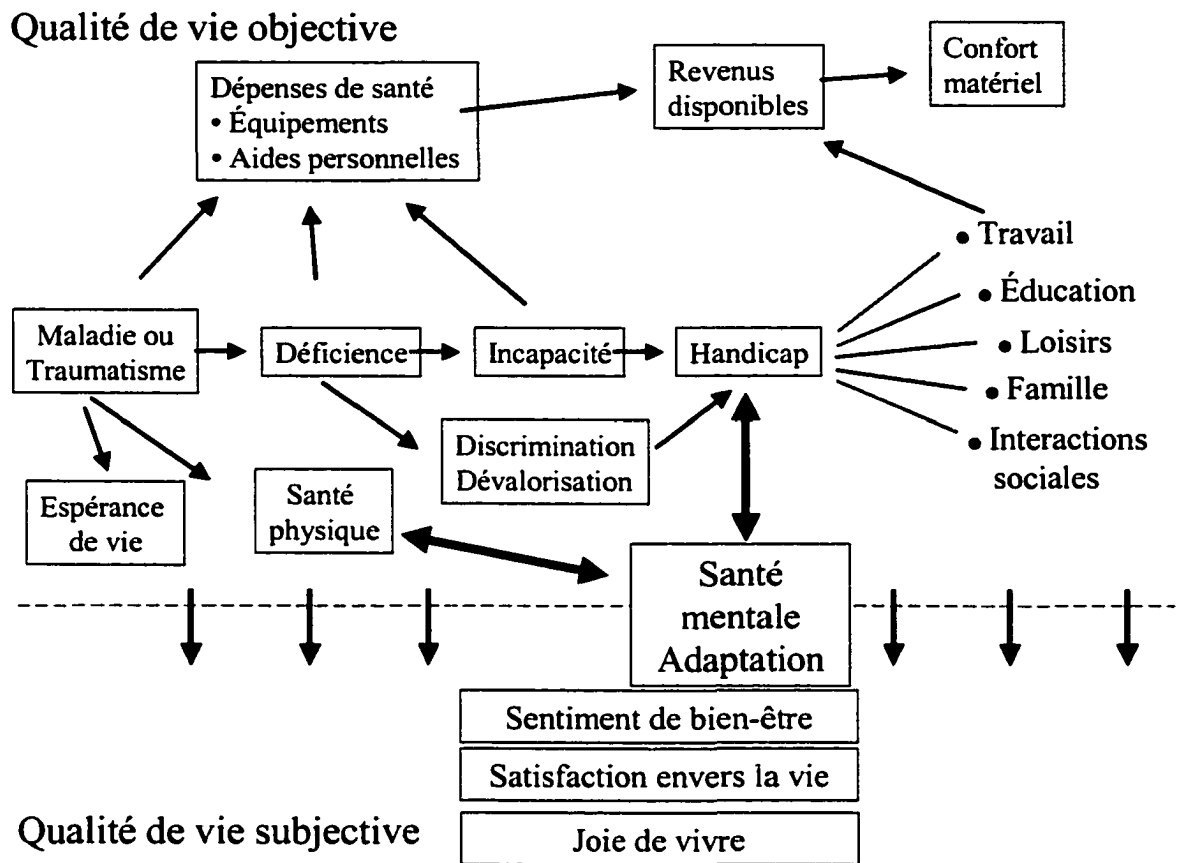 Qualité de vie objective
Dépenses de santé
• Équipements
• Aides personnelles
Revenus
disponibles
Confort
matériel
• Travail
• Éducation
• Loisirs
• Famille
• Interactions
sociales
Maladie ou
Traumatisme
Déficience
Incapacité
Handicap
Discrimination
Dévalorisation
Espérance
de vie
Santé
physique
Santé
mentale
Adaptation
Sentiment de bien-être
Satisfaction envers la vie
Joie de vivre
Qualité de vie subjective